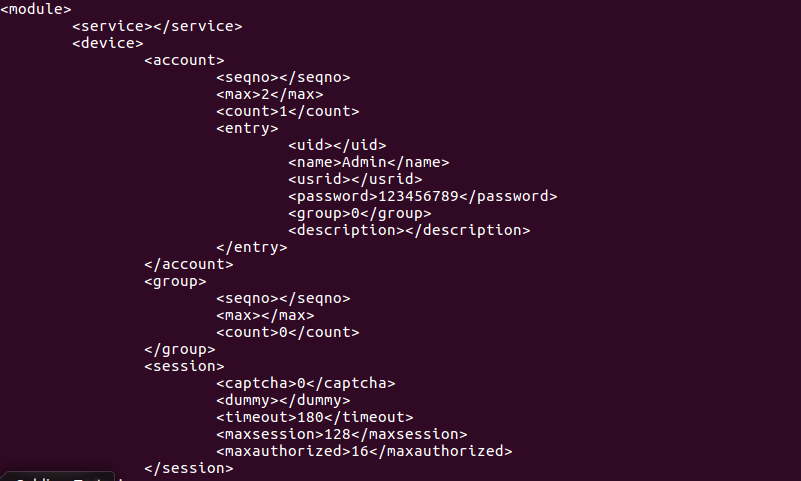 <module>
<service></service>
<device>
<account>
<seqno></seqno>
<max>2</max>
<count>1</count>
<entry>
<uid></uid>
<name>Admin</name>
<usrid></usrid>
<password>123456789</password>
<group>0</group>
<description></description>
</entry>
</account>
<group>
<seqno></seqno>
<max></max>
<count>0</count>
</group>
<session>
<captcha>0</captcha>
<dummy></dummy>
<timeout>180</timeout>
<maxsession>128</maxsession>
<maxauthorized>16</maxauthorized>
</session>